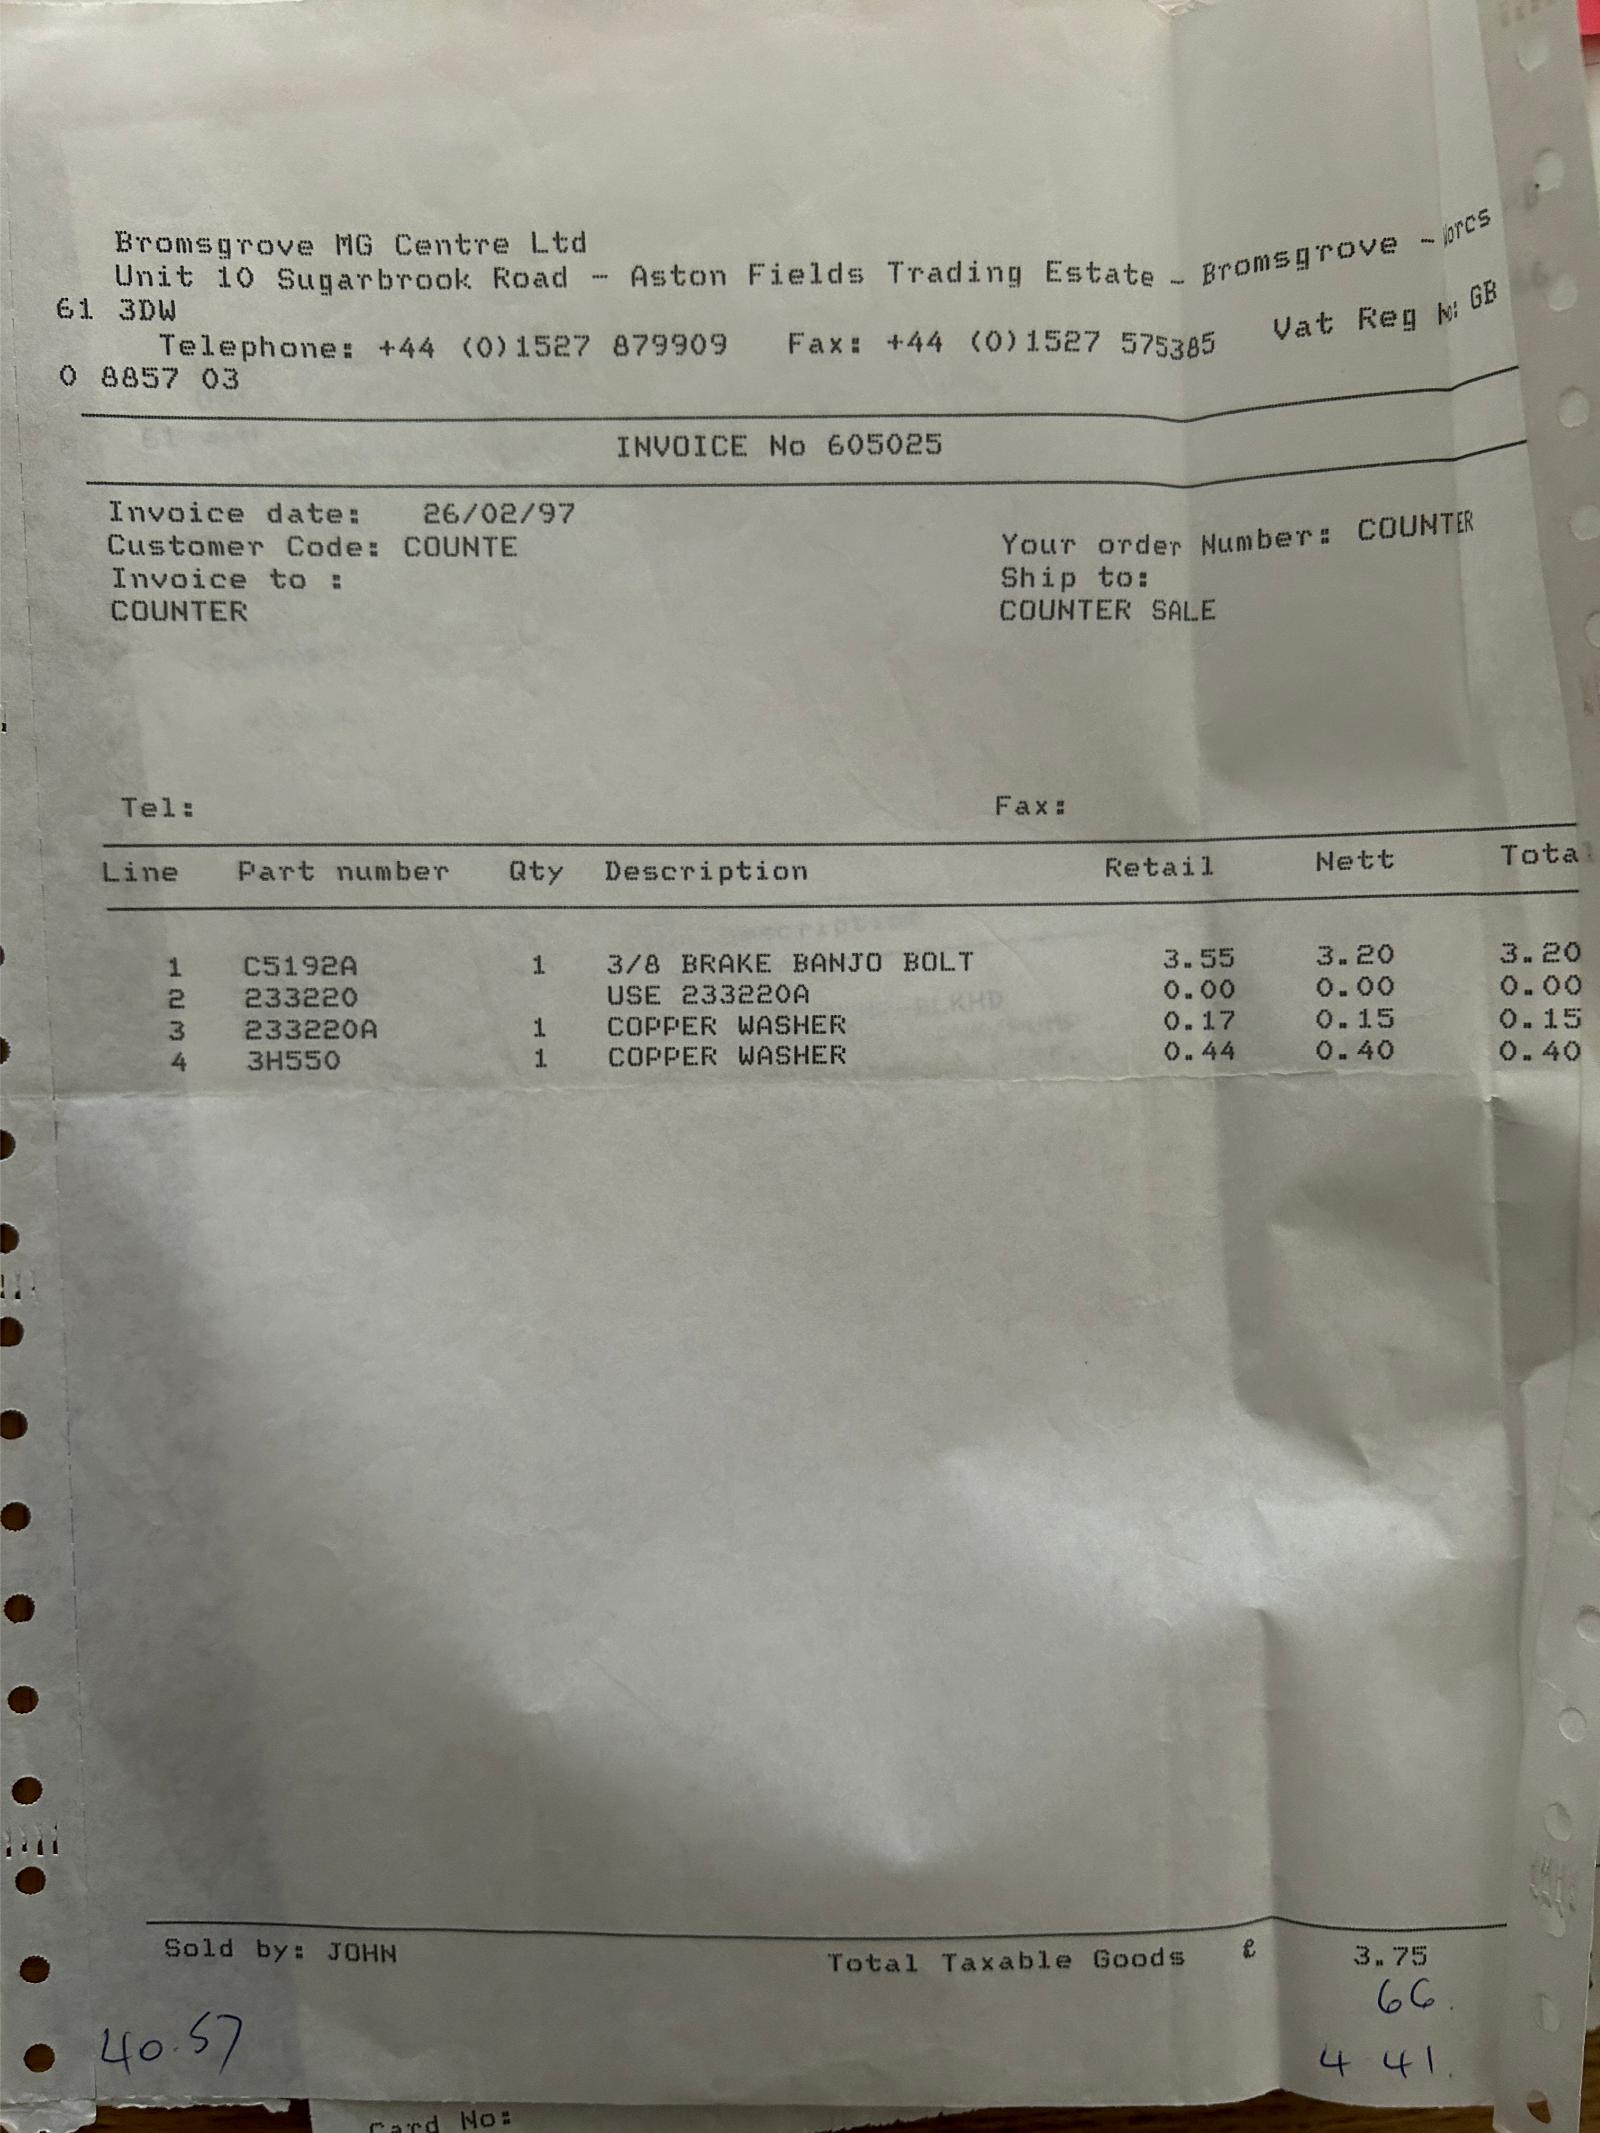 Bromsgrove MG Centre Ltd
Unit 10 Sugarbrook Road - Aston Fields Trading Estate - Bromsgrove - Worcs
61 3DW
Telephone: +44 (0)1527 879909 Fax: +44 (0)1527 575385 Vat Reg No: GB
0 8857 03
INVOICE No 605025
Invoice date: 26/02/97
Customer Code: COUNTE Your order Number: COUNTER
Invoice to : Ship to:
COUNTER COUNTER SALE
Tel: Fax:
Line Part number Qty Description Retail Nett Total
1 C5192A 1 3/8 BRAKE BANJO BOLT 3.55 3.20 3.20
2 233220 USE 233220A 0.00 0.00 0.00
3 233220A 1 COPPER WASHER 0.17 0.15 0.15
4 3H550 1 COPPER WASHER 0.44 0.40 0.40
Sold by: JOHN Total Taxable Goods £ 3.75
66.
40.57 4 41.
Card No: